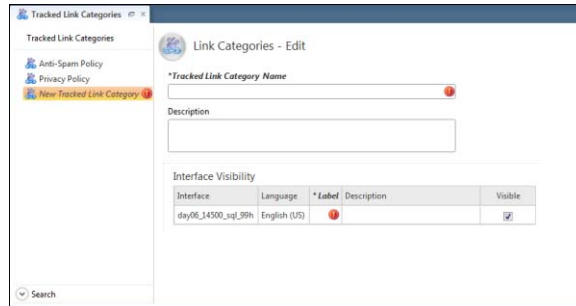 Tracked Link Categories
Tracked Link Categories
Anti-Spam Policy
Privacy Policy
New Tracked Link Category
Search
Link Categories - Edit
*Tracked Link Category Name
Description
Interface Visibility
Interface Language *Label Description Visible
day06_14500_sql_99h English (US)